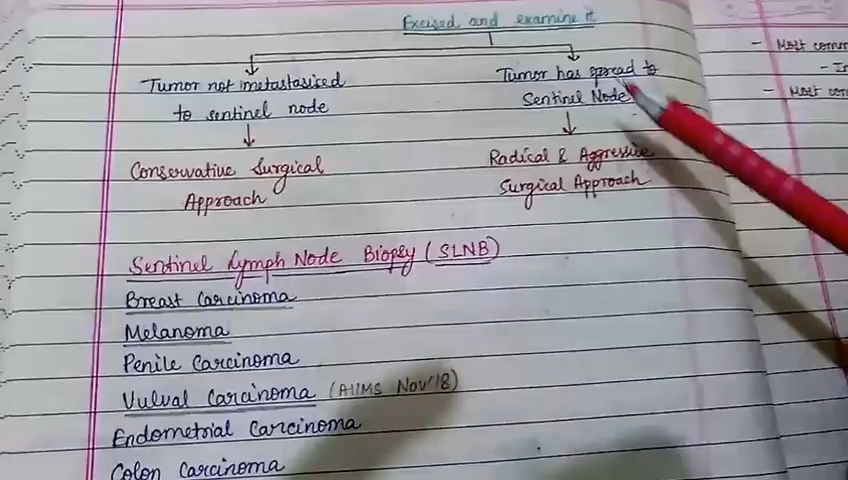 Excised and examine it
Tumor not metastasised
to sentinel node
Conservative Surgical
Approach
Tumor has spread to
Sentinel Node
Radical & Aggressive
Surgical Approach
Sentinel Lymph Node Biopsy (SLNB)
Breast Carcinoma
Melanoma
Penile Carcinoma
Vulval Carcinoma (AIIMS Nov'18)
Endometrial Carcinoma
Colon Carcinoma
- Most
- Most